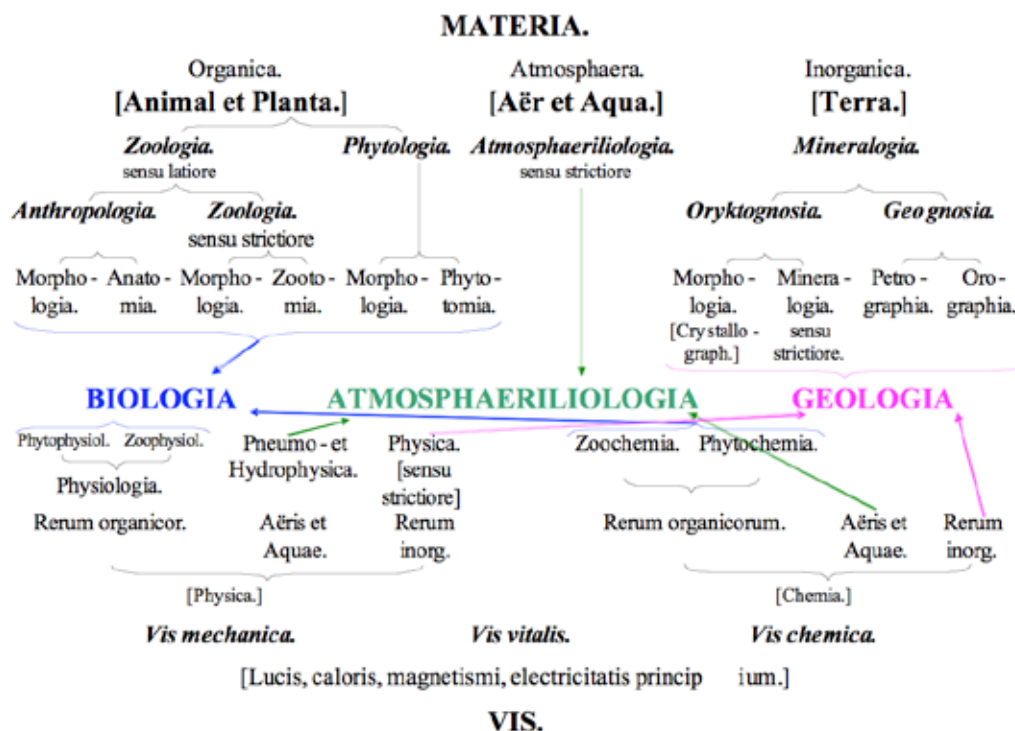 MATERIA.
Organica. Atmosphaera. Inorganica.
[Animal et Planta.] [Aër et Aqua.] [Terra.]
Zoologia. Phytologia. Atmosphaeriliologia. Mineralogia.
sensu latiore sensu strictiore
Anthropologia. Zoologia. Oryktognosia. Geognosia.
sensu strictiore
Morpho- Anato- Morpho- Zooto- Morpho- Phyto- Morpho- Minera- Petro- Oro-
logia. mia. logia. mia. logia. tomia. logia. logia. graphia. graphia.
[Crystallo- sensu
graph.] strictiore.
BIOLOGIA ATMOSPHAERILIOLOGIA GEOLOGIA
Phytophysiol. Zoophysiol. Pneumo-et Physica. Zoochemia. Phytochemia.
Hydrophysica. [sensu
Physiologia. strictiore]
Rerum organicor. Aëris et Rerum Rerum organicorum. Aëris et Rerum
Aquae. inorg. Aquae. inorg.
[Physica.] [Chemia.]
Vis mechanica. Vis vitalis. Vis chemica.
[Lucis, caloris, magnetismi, electricitatis princip ium.]
VIS.